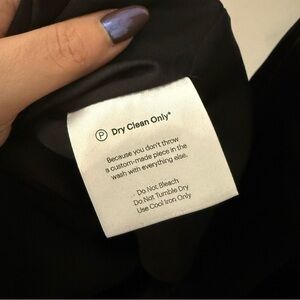 P Dry Clean Only*
Because you don't throw
a custom-made piece in the
wash with everything else.
Do Not Bleach
Do Not Tumble Dry
Use Cool Iron Only